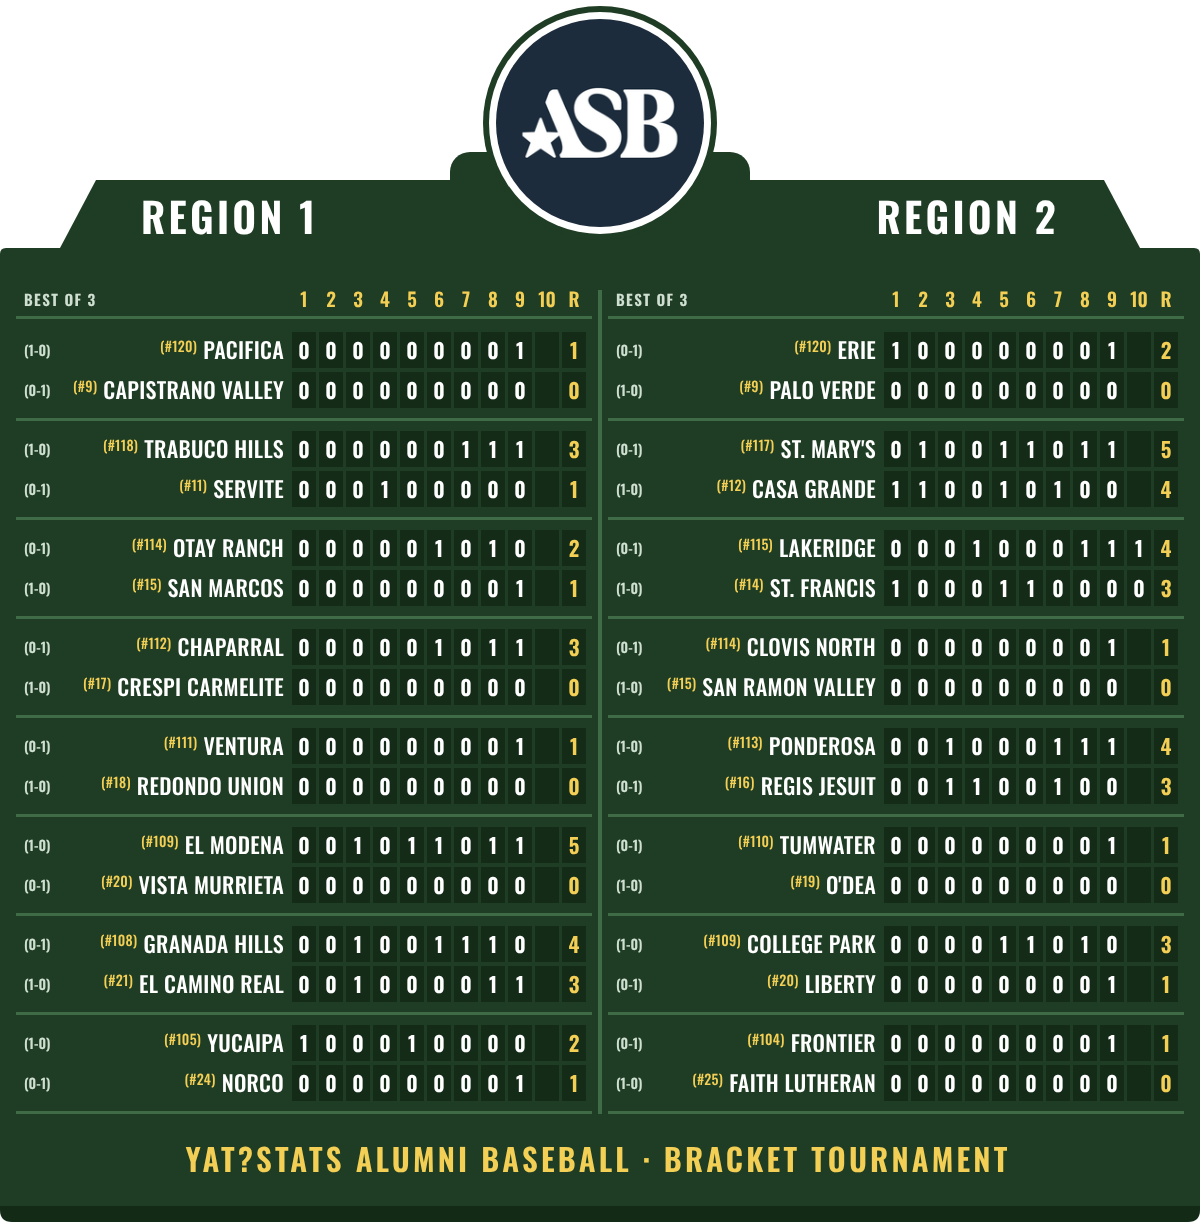 ASB
REGION 1
REGION 2
BEST OF 3 1 2 3 4 5 6 7 8 9 10 R
(1-0) (#120) PACIFICA 0 0 0 0 0 0 0 0 1 1
(0-1) (#9) CAPISTRANO VALLEY 0 0 0 0 0 0 0 0 0 0
(1-0) (#118) TRABUCO HILLS 0 0 0 0 0 0 1 1 1 3
(0-1) (#11) SERVITE 0 0 0 1 0 0 0 0 0 1
(0-1) (#114) OTAY RANCH 0 0 0 0 0 1 0 1 0 2
(1-0) (#15) SAN MARCOS 0 0 0 0 0 0 0 0 1 1
(0-1) (#112) CHAPARRAL 0 0 0 0 0 1 0 1 1 3
(1-0) (#17) CRESPI CARMELITE 0 0 0 0 0 0 0 0 0 0
(0-1) (#111) VENTURA 0 0 0 0 0 0 0 0 1 1
(1-0) (#18) REDONDO UNION 0 0 0 0 0 0 0 0 0 0
(1-0) (#109) EL MODENA 0 0 1 0 1 1 0 1 1 5
(0-1) (#20) VISTA MURRIETA 0 0 0 0 0 0 0 0 0 0
(0-1) (#108) GRANADA HILLS 0 0 1 0 0 1 1 1 0 4
(1-0) (#21) EL CAMINO REAL 0 0 1 0 0 0 0 1 1 3
(1-0) (#105) YUCAIPA 1 0 0 0 1 0 0 0 0 2
(0-1) (#24) NORCO 0 0 0 0 0 0 0 0 1 1
BEST OF 3 1 2 3 4 5 6 7 8 9 10 R
(0-1) (#120) ERIE 1 0 0 0 0 0 0 0 1 2
(1-0) (#9) PALO VERDE 0 0 0 0 0 0 0 0 0 0
(0-1) (#117) ST. MARY'S 0 1 0 0 1 1 0 1 1 5
(1-0) (#12) CASA GRANDE 1 1 0 0 1 0 1 0 0 4
(0-1) (#115) LAKERIDGE 0 0 0 1 0 0 0 1 1 1 4
(1-0) (#14) ST. FRANCIS 1 0 0 0 1 1 0 0 0 0 3
(0-1) (#114) CLOVIS NORTH 0 0 0 0 0 0 0 0 1 1
(1-0) (#15) SAN RAMON VALLEY 0 0 0 0 0 0 0 0 0 0
(1-0) (#113) PONDEROSA 0 0 1 0 0 0 1 1 1 4
(0-1) (#16) REGIS JESUIT 0 0 1 1 0 0 1 0 0 3
(0-1) (#110) TUMWATER 0 0 0 0 0 0 0 0 1 1
(1-0) (#19) O'DEA 0 0 0 0 0 0 0 0 0 0
(1-0) (#109) COLLEGE PARK 0 0 0 0 1 1 0 1 0 3
(0-1) (#20) LIBERTY 0 0 0 0 0 0 0 0 1 1
(0-1) (#104) FRONTIER 0 0 0 0 0 0 0 0 1 1
(1-0) (#25) FAITH LUTHERAN 0 0 0 0 0 0 0 0 0 0
YAT?STATS ALUMNI BASEBALL · BRACKET TOURNAMENT